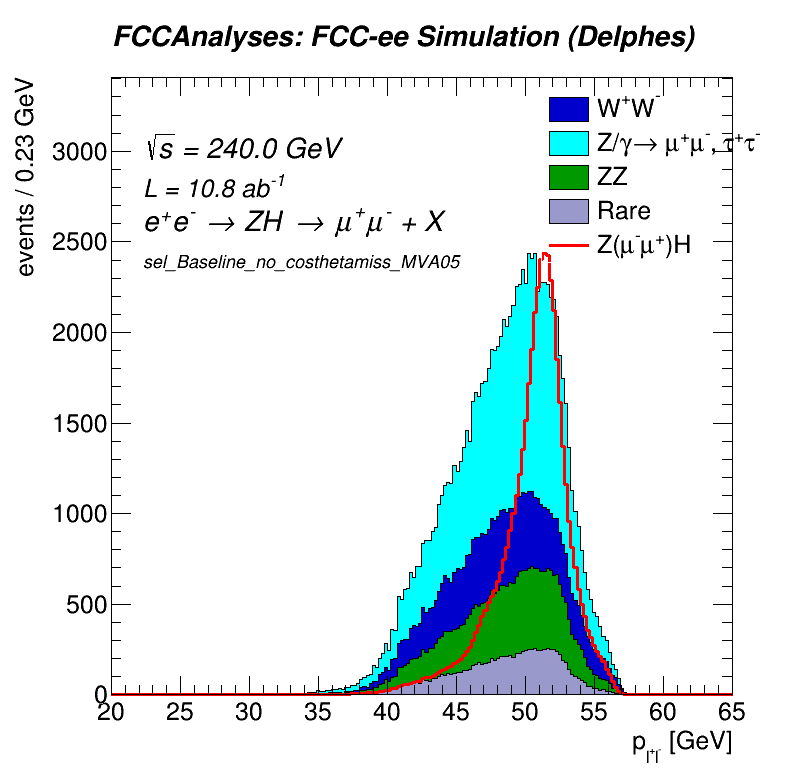 FCCAnalyses: FCC-ee Simulation (Delphes)
events / 0.23 GeV
√s = 240.0 GeV
L = 10.8 ab⁻¹
e⁺e⁻ → ZH → μ⁺μ⁻ + X
sel_Baseline_no_costhetamiss_MVA05
W⁺W⁻
Z/γ→ μ⁺μ⁻, τ⁺τ⁻
ZZ
Rare
Z(μ⁻μ⁺)H
3000
2500
2000
1500
1000
500
0
20 25 30 35 40 45 50 55 60 65
p_l⁺l⁻ [GeV]